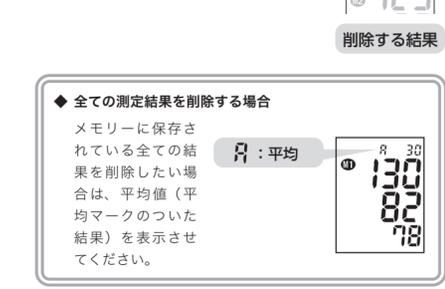 削除する結果
◆ 全ての測定結果を削除する場合
メモリーに保存さ
れている全ての結
果を削除したい場
合は、平均値（平
均マークのついた
結果）を表示させ
てください。
A：平均
A 30
M1 130
82
78